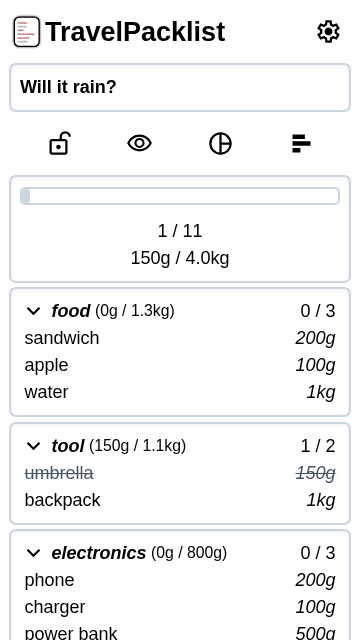 TravelPacklist
Will it rain?
1 / 11
150g / 4.0kg
food (0g / 1.3kg) 0 / 3
sandwich 200g
apple 100g
water 1kg
tool (150g / 1.1kg) 1 / 2
umbrella 150g
backpack 1kg
electronics (0g / 800g) 0 / 3
phone 200g
charger 100g
power bank 500g